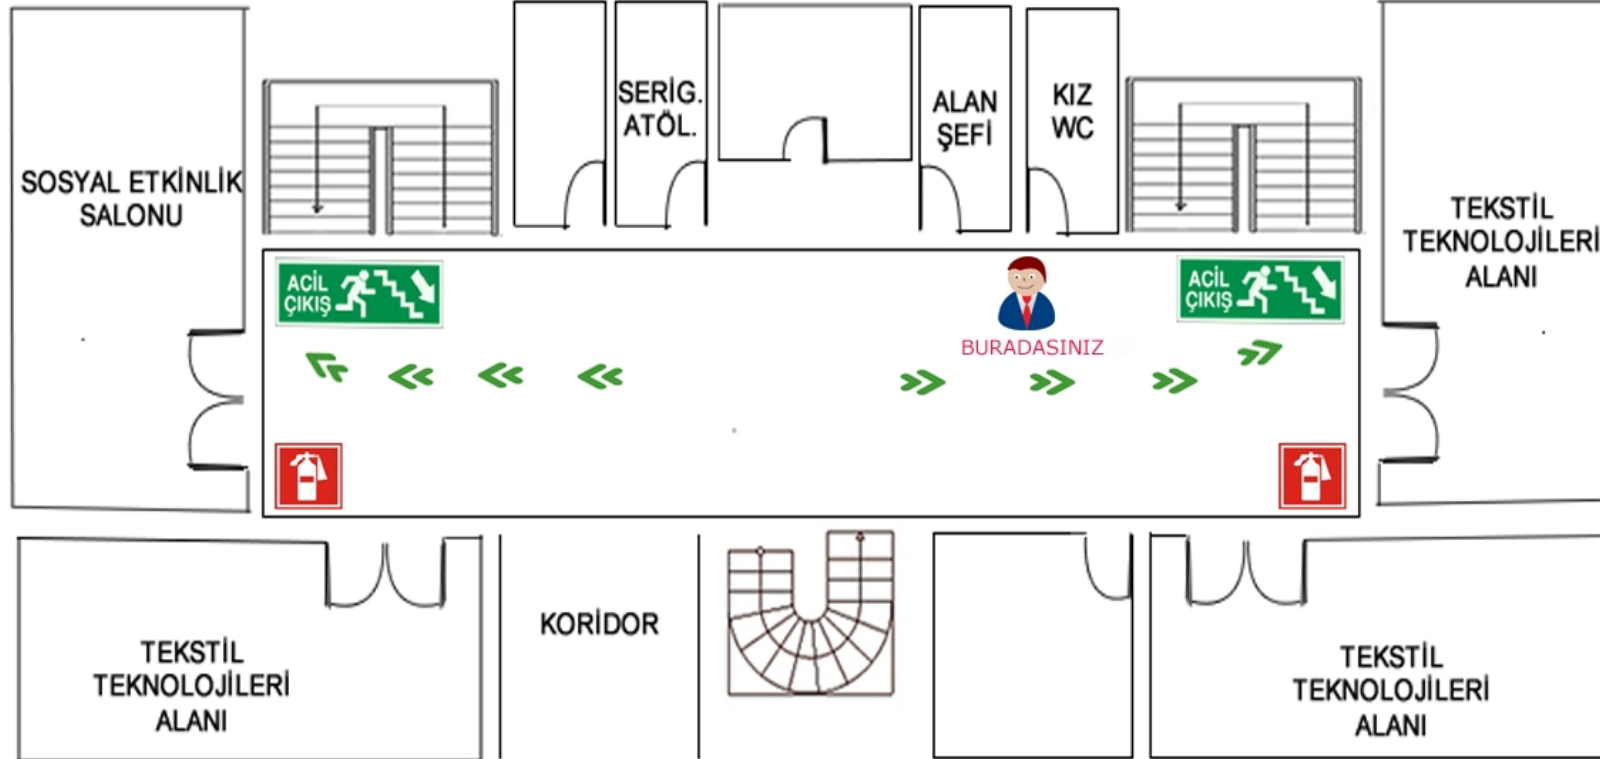 SERİG.
ATÖL.
ALAN
ŞEFİ
KIZ
WC
SOSYAL ETKİNLİK
SALONU
TEKSTİL
TEKNOLOJİLERİ
ALANI
ACİL
ÇIKIŞ
ACİL
ÇIKIŞ
BURADASINIZ
KORİDOR
TEKSTİL
TEKNOLOJİLERİ
ALANI
TEKSTİL
TEKNOLOJİLERİ
ALANI